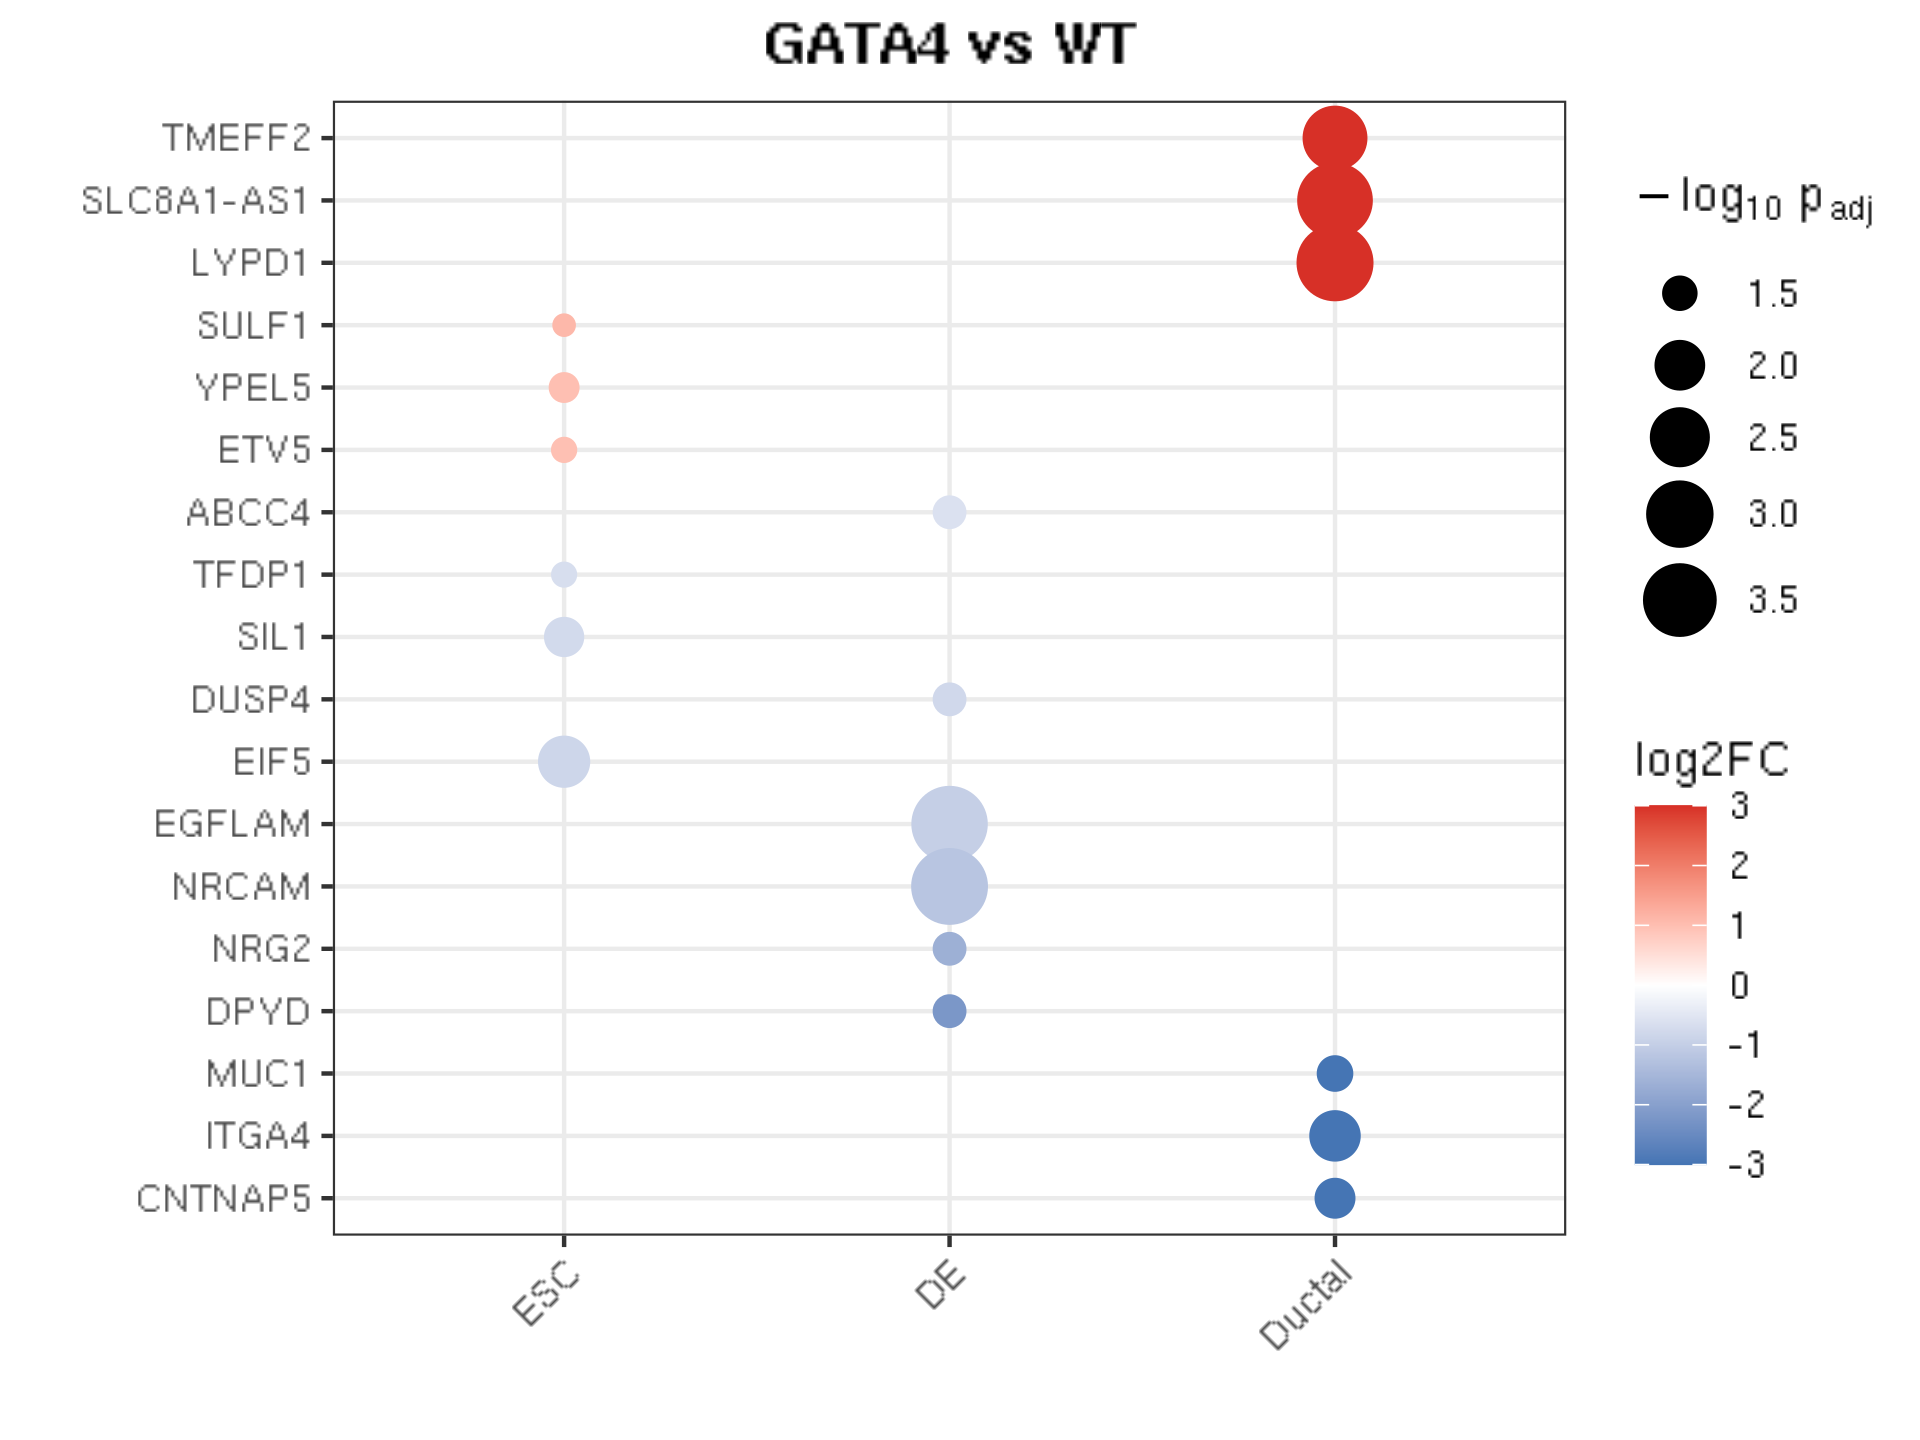 GATA4 vs WT
TMEFF2
SLC8A1-AS1
LYPD1
SULF1
YPEL5
ETV5
ABCC4
TFDP1
SIL1
DUSP4
EIF5
EGFLAM
NRCAM
NRG2
DPYD
MUC1
ITGA4
CNTNAP5
ESC
DE
Ductal
− log10 p adj
1.5
2.0
2.5
3.0
3.5
log2FC
3
2
1
0
-1
-2
-3